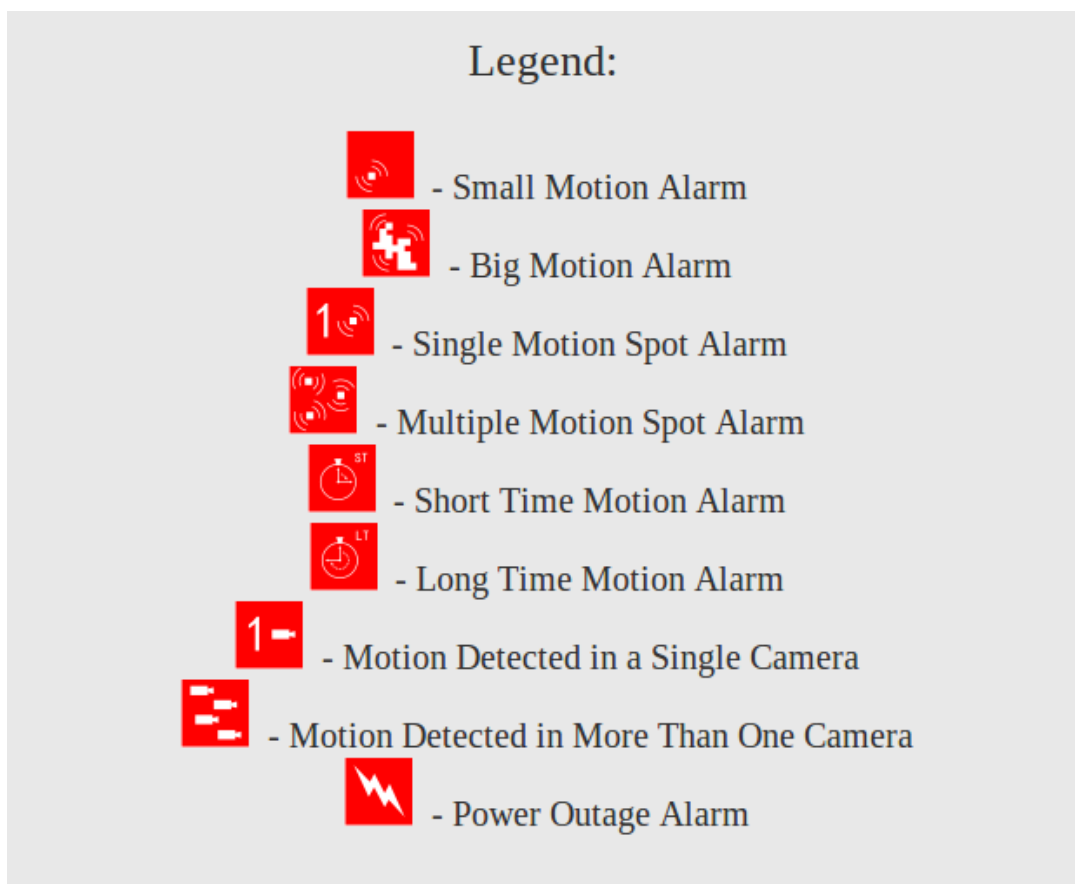 Legend:
- Small Motion Alarm
- Big Motion Alarm
1 - Single Motion Spot Alarm
- Multiple Motion Spot Alarm
ST - Short Time Motion Alarm
LT - Long Time Motion Alarm
1 - Motion Detected in a Single Camera
- Motion Detected in More Than One Camera
- Power Outage Alarm